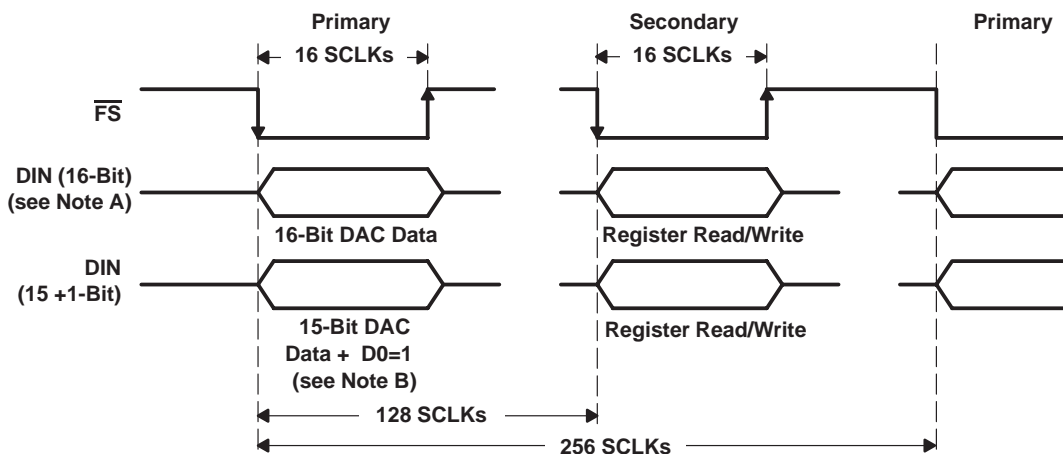 Primary
Secondary
Primary
16 SCLKs
16 SCLKs
FS
DIN (16-Bit)
(see Note A)
16-Bit DAC Data
Register Read/Write
DIN
(15 +1-Bit)
15-Bit DAC
Data + D0=1
(see Note B)
Register Read/Write
128 SCLKs
256 SCLKs